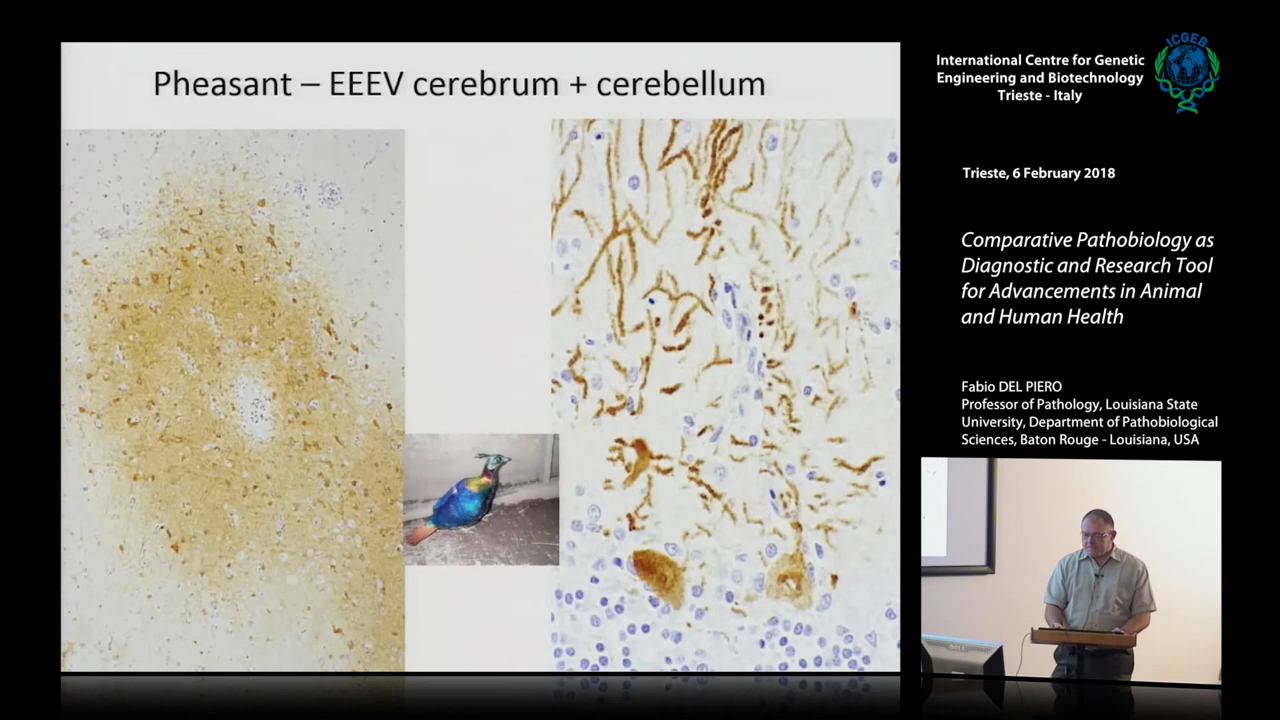 Pheasant – EEEV cerebrum + cerebellum
ICGEB
International Centre for Genetic
Engineering and Biotechnology
Trieste - Italy
Trieste, 6 February 2018
Comparative Pathobiology as
Diagnostic and Research Tool
for Advancements in Animal
and Human Health
Fabio DEL PIERO
Professor of Pathology, Louisiana State
University, Department of Pathobiological
Sciences, Baton Rouge - Louisiana, USA
DELL